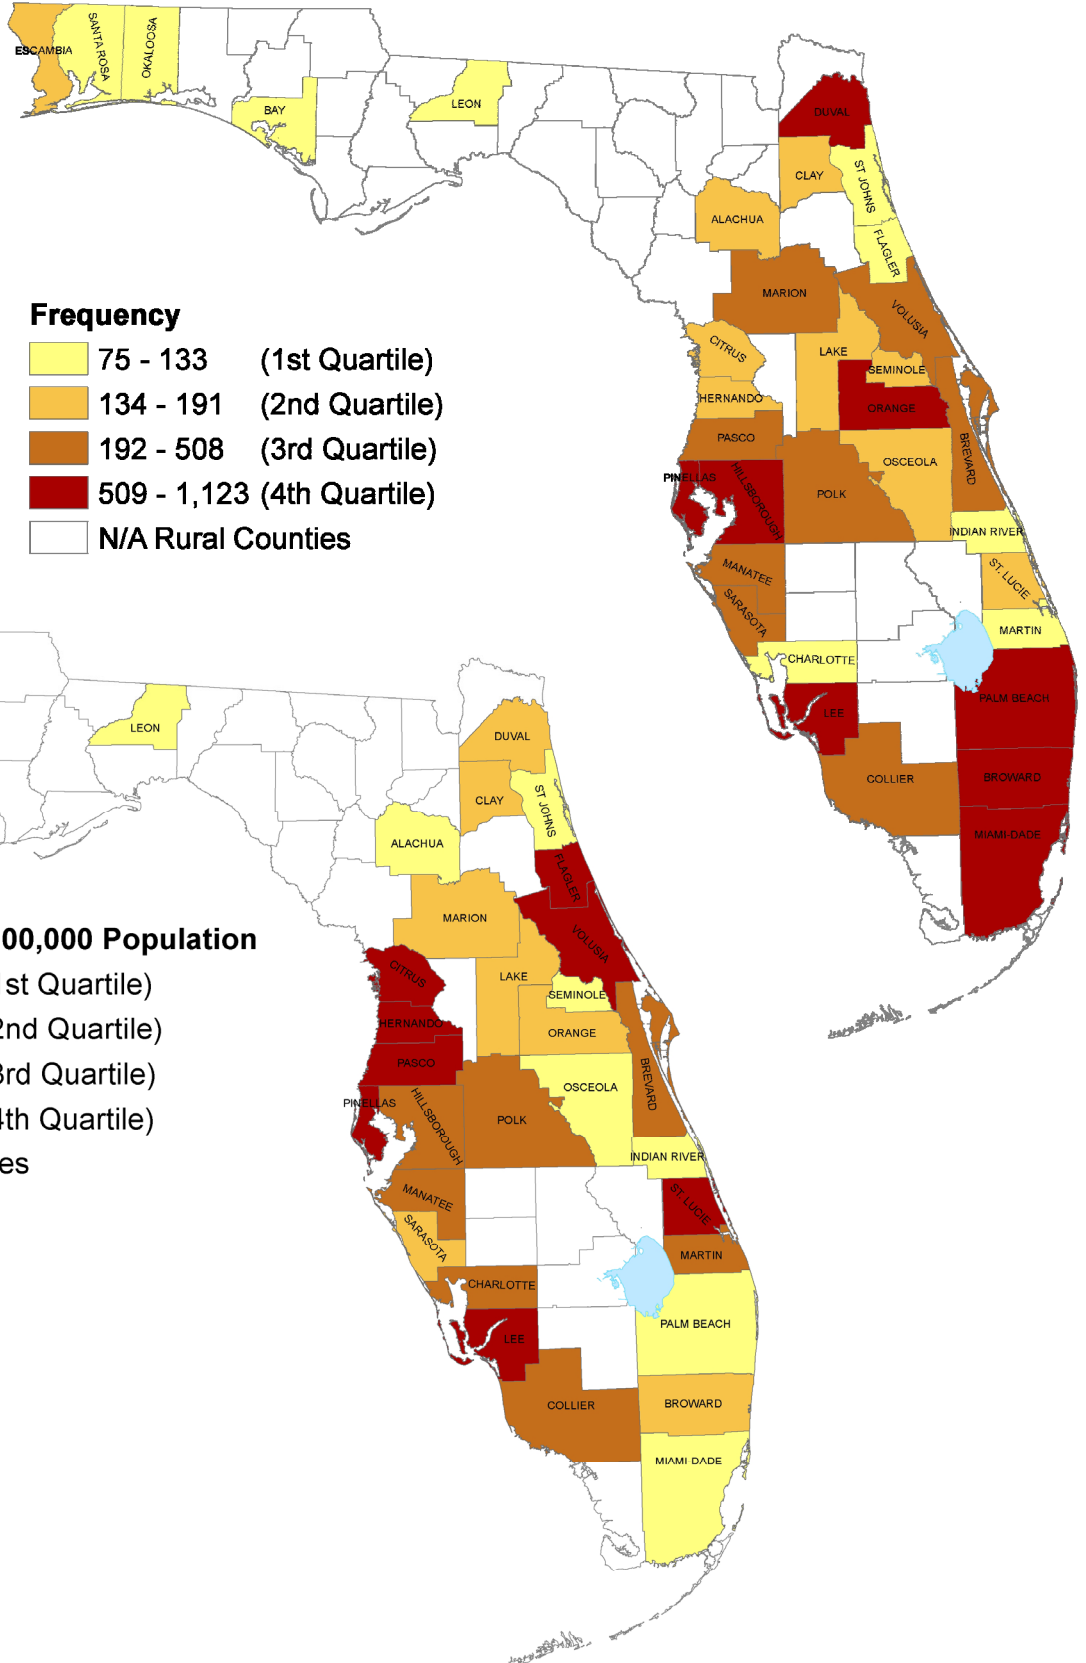 ESCAMBIA
SANTA ROSA
OKALOOSA
BAY
LEON
DUVAL
CLAY
ST JOHNS
ALACHUA
FLAGLER
MARION
VOLUSIA
CITRUS
LAKE
SEMINOLE
HERNANDO
ORANGE
PASCO
OSCEOLA
BREVARD
PINELLAS
HILLSBOROUGH
POLK
INDIAN RIVER
MANATEE
ST. LUCIE
SARASOTA
MARTIN
CHARLOTTE
PALM BEACH
LEE
COLLIER
BROWARD
MIAMI-DADE
Frequency
75 - 133 (1st Quartile)
134 - 191 (2nd Quartile)
192 - 508 (3rd Quartile)
509 - 1,123 (4th Quartile)
N/A Rural Counties
LEON
DUVAL
CLAY
ST JOHNS
ALACHUA
FLAGLER
MARION
VOLUSIA
CITRUS
LAKE
SEMINOLE
HERNANDO
ORANGE
PASCO
OSCEOLA
BREVARD
PINELLAS
HILLSBOROUGH
POLK
INDIAN RIVER
MANATEE
ST. LUCIE
SARASOTA
MARTIN
CHARLOTTE
PALM BEACH
LEE
COLLIER
BROWARD
MIAMI-DADE
00,000 Population
st Quartile)
nd Quartile)
rd Quartile)
th Quartile)
es